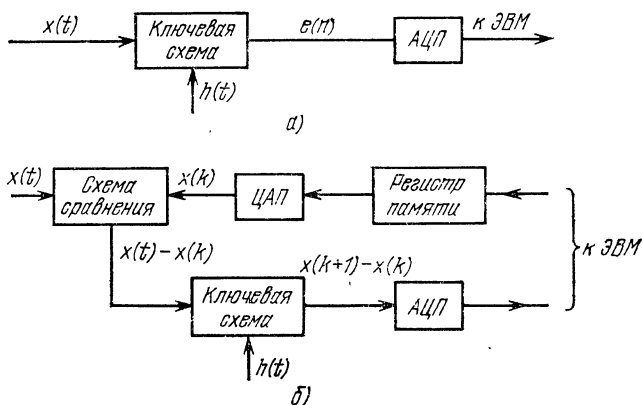 x(t)
Ключевая
схема
e(n)
АЦП
к ЭВМ
h(t)
а)
x(t)
Схема
сравнения
x(k)
ЦАП
Регистр
памяти
к ЭВМ
x(t)-x(k)
Ключевая
схема
x(k+1)-x(k)
АЦП
h(t)
б)